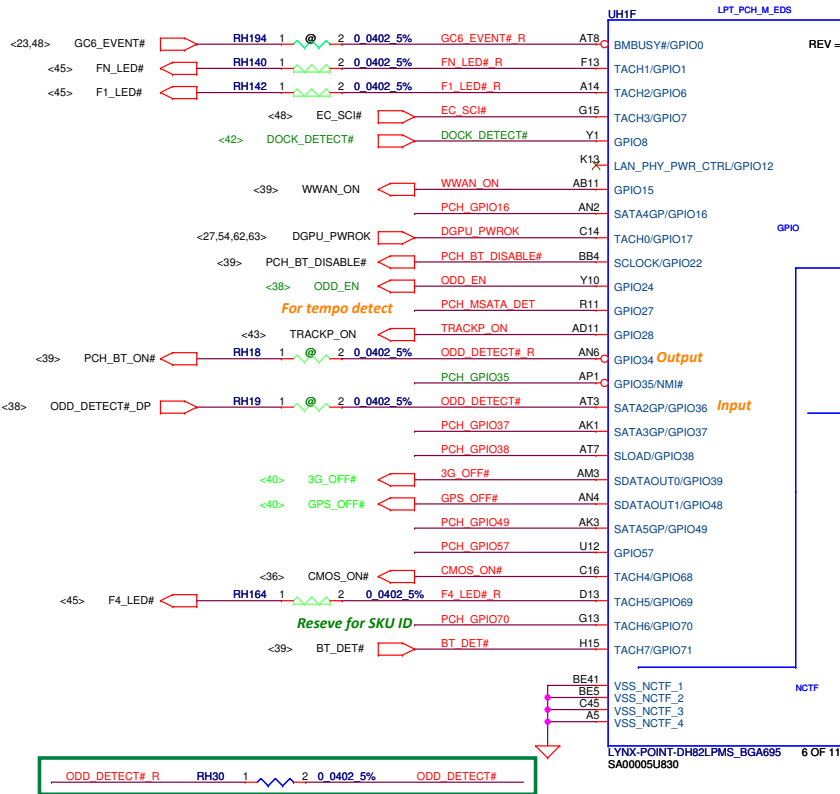 UH1F LPT_PCH_M_EDS
<23,48> GC6_EVENT# RH194 1 @ 2 0_0402_5% GC6_EVENT#_R AT8 BMBUSY#/GPIO0 REV =
<45> FN_LED# RH140 1 2 0_0402_5% FN_LED#_R F13 TACH1/GPIO1
<45> F1_LED# RH142 1 2 0_0402_5% F1_LED#_R A14 TACH2/GPIO6
<48> EC_SCI# EC_SCI# G15 TACH3/GPIO7
<42> DOCK_DETECT# DOCK_DETECT# Y1 GPIO8
K13 LAN_PHY_PWR_CTRL/GPIO12
<39> WWAN_ON WWAN_ON AB11 GPIO15
PCH_GPIO16 AN2 SATA4GP/GPIO16
GPIO
<27,54,62,63> DGPU_PWROK DGPU_PWROK C14 TACH0/GPIO17
<39> PCH_BT_DISABLE# PCH_BT_DISABLE# BB4 SCLOCK/GPIO22
<38> ODD_EN ODD_EN Y10 GPIO24
For tempo detect PCH_MSATA_DET R11 GPIO27
<43> TRACKP_ON TRACKP_ON AD11 GPIO28
<39> PCH_BT_ON# RH18 1 @ 2 0_0402_5% ODD_DETECT#_R AN6 GPIO34 Output
PCH_GPIO35 AP1 GPIO35/NMI#
<38> ODD_DETECT#_DP RH19 1 @ 2 0_0402_5% ODD_DETECT# AT3 SATA2GP/GPIO36 Input
PCH_GPIO37 AK1 SATA3GP/GPIO37
PCH_GPIO38 AT7 SLOAD/GPIO38
<40> 3G_OFF# 3G_OFF# AM3 SDATAOUT0/GPIO39
<40> GPS_OFF# GPS_OFF# AN4 SDATAOUT1/GPIO48
PCH_GPIO49 AK3 SATA5GP/GPIO49
PCH_GPIO57 U12 GPIO57
<36> CMOS_ON# CMOS_ON# C16 TACH4/GPIO68
<45> F4_LED# RH164 1 2 0_0402_5% F4_LED#_R D13 TACH5/GPIO69
Reseve for SKU ID PCH_GPIO70 G13 TACH6/GPIO70
<39> BT_DET# BT_DET# H15 TACH7/GPIO71
BE41 VSS_NCTF_1 NCTF
BE5 VSS_NCTF_2
C45 VSS_NCTF_3
A5 VSS_NCTF_4
LYNX-POINT-DH82LPMS_BGA695 6 OF 11
SA00005U830
ODD_DETECT#_R RH30 1 2 0_0402_5% ODD_DETECT#